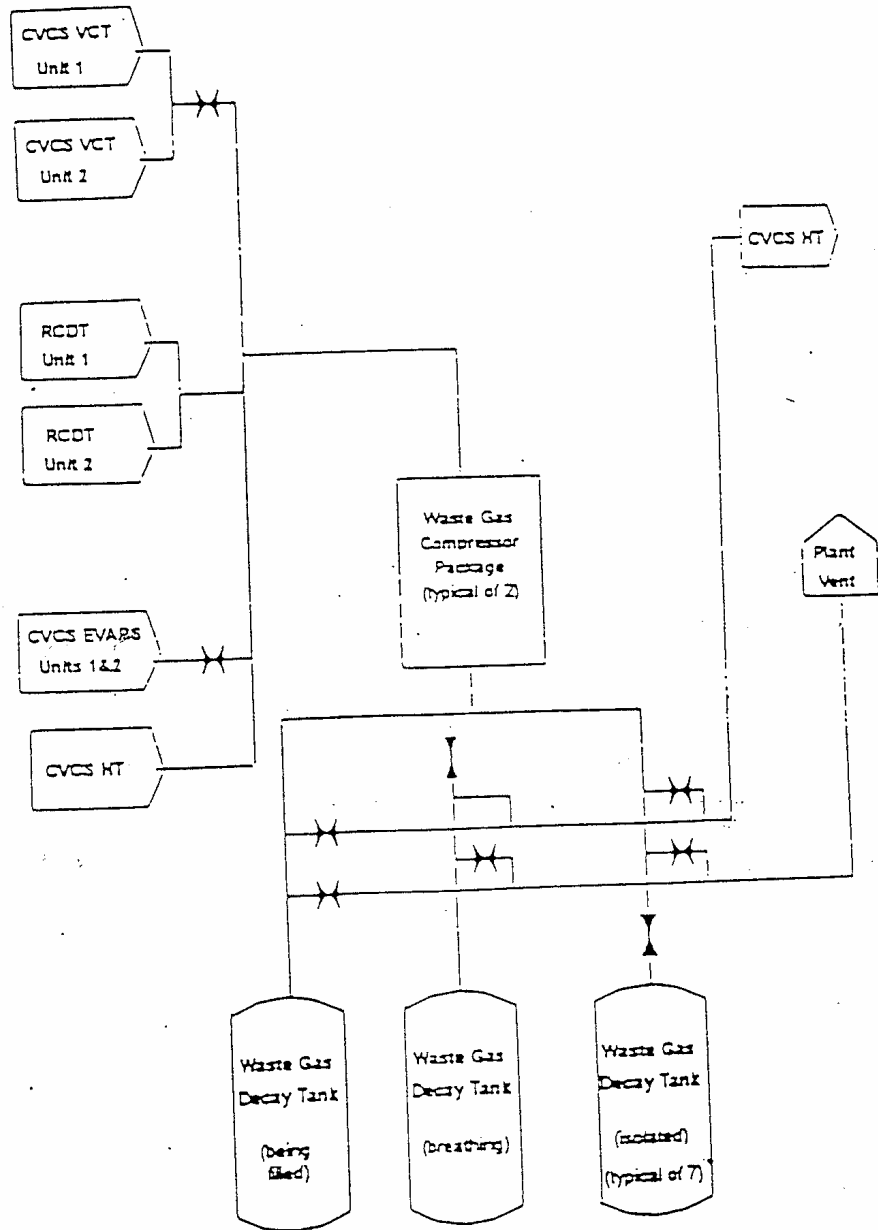 CVCS VCT
Unit 1
CVCS VCT
Unit 2
CVCS HT
RCDT
Unit 1
RCDT
Unit 2
Waste Gas
Compressor
Package
(typical of 2)
Plant
Vent
CVCS EVAPS
Units 1&2
CVCS HT
Waste Gas
Decay Tank
(being
filled)
Waste Gas
Decay Tank
(breathing)
Waste Gas
Decay Tank
(isolated)
(typical of 7)